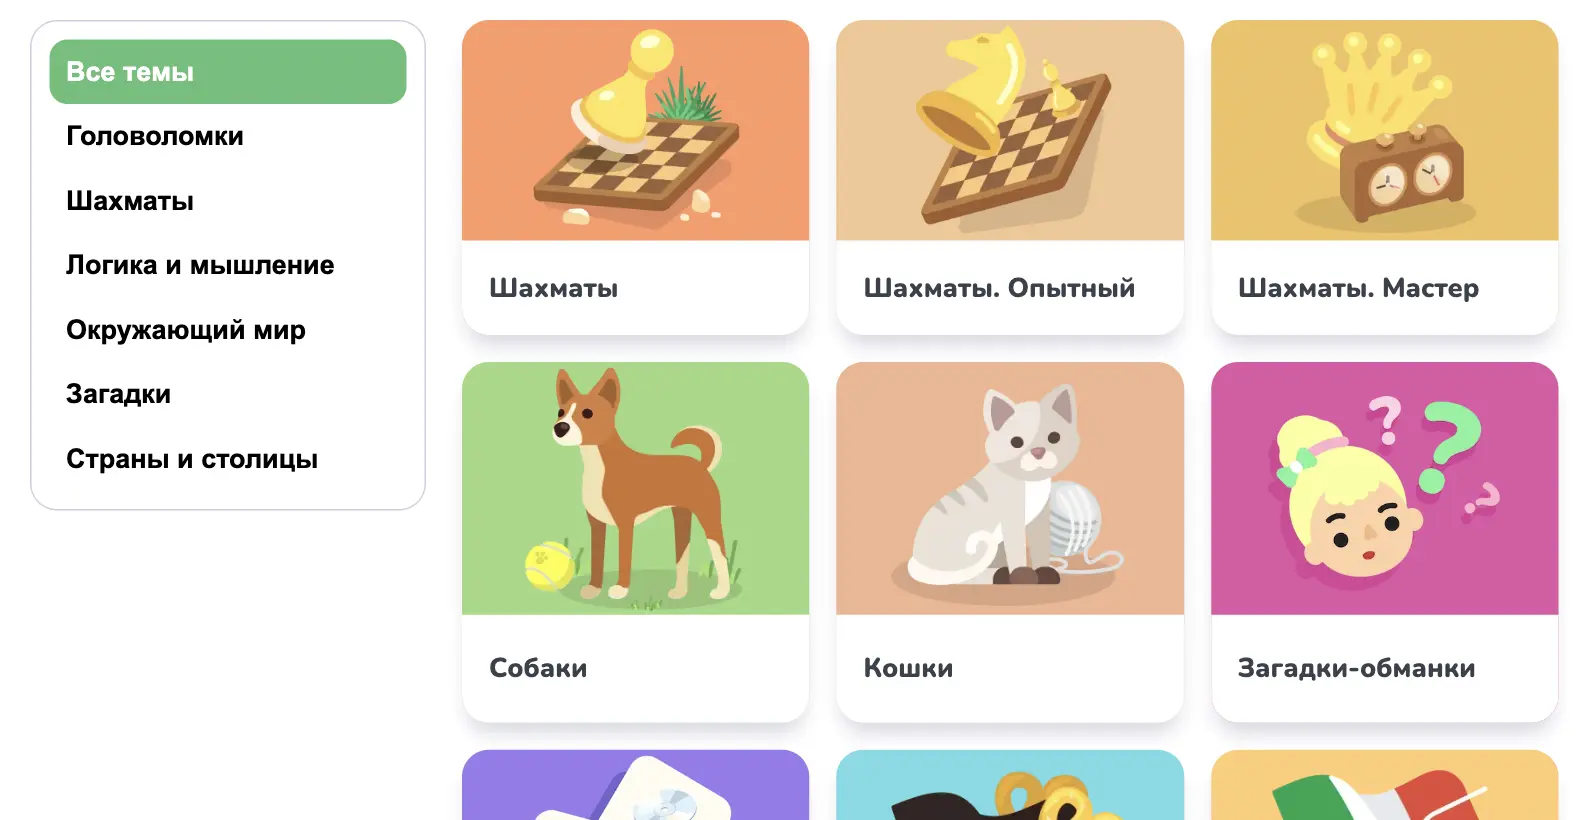 Все темы
Головоломки
Шахматы
Логика и мышление
Окружающий мир
Загадки
Страны и столицы
Шахматы
Шахматы. Опытный
Шахматы. Мастер
Собаки
Кошки
Загадки-обманки